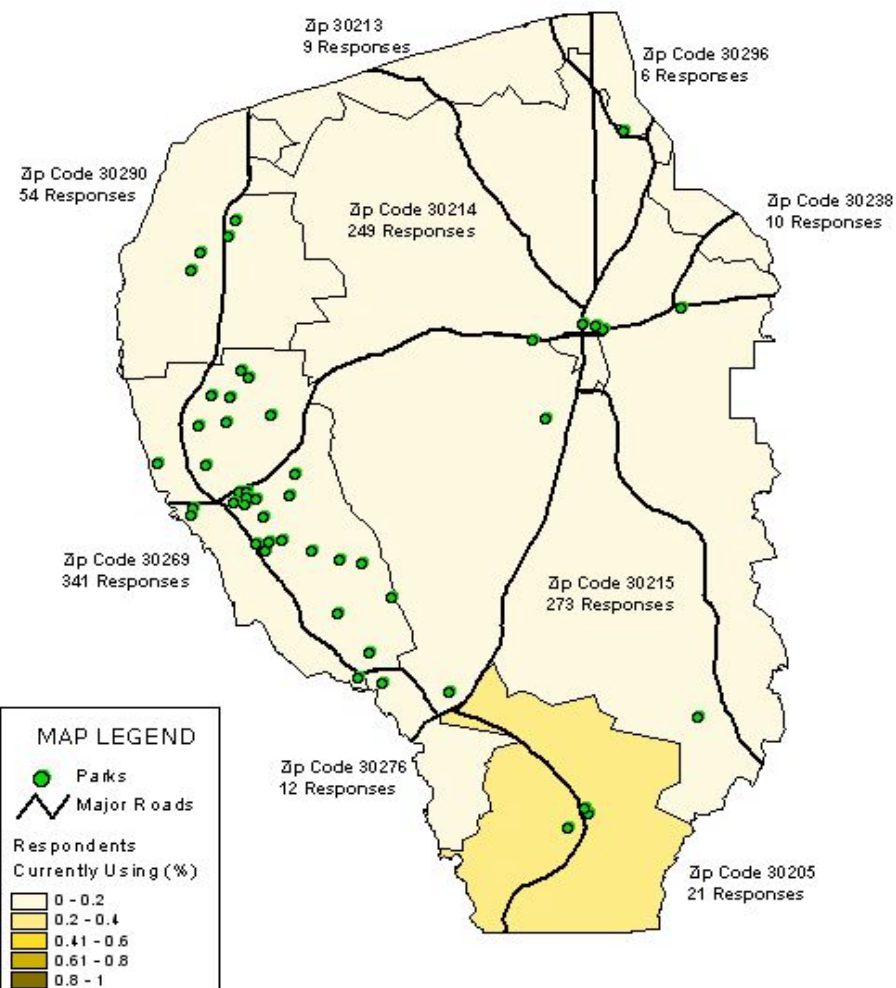 Zip 30213
9 Responses
Zip Code 30296
6 Responses
Zip Code 30290
54 Responses
Zip Code 30214
249 Responses
Zip Code 30238
10 Responses
Zip Code 30269
341 Responses
Zip Code 30215
273 Responses
Zip Code 30276
12 Responses
Zip Code 30205
21 Responses
MAP LEGEND
Parks
Major Roads
Respondents
Currently Using (%)
0 - 0.2
0.2 - 0.4
0.41 - 0.6
0.61 - 0.8
0.8 - 1